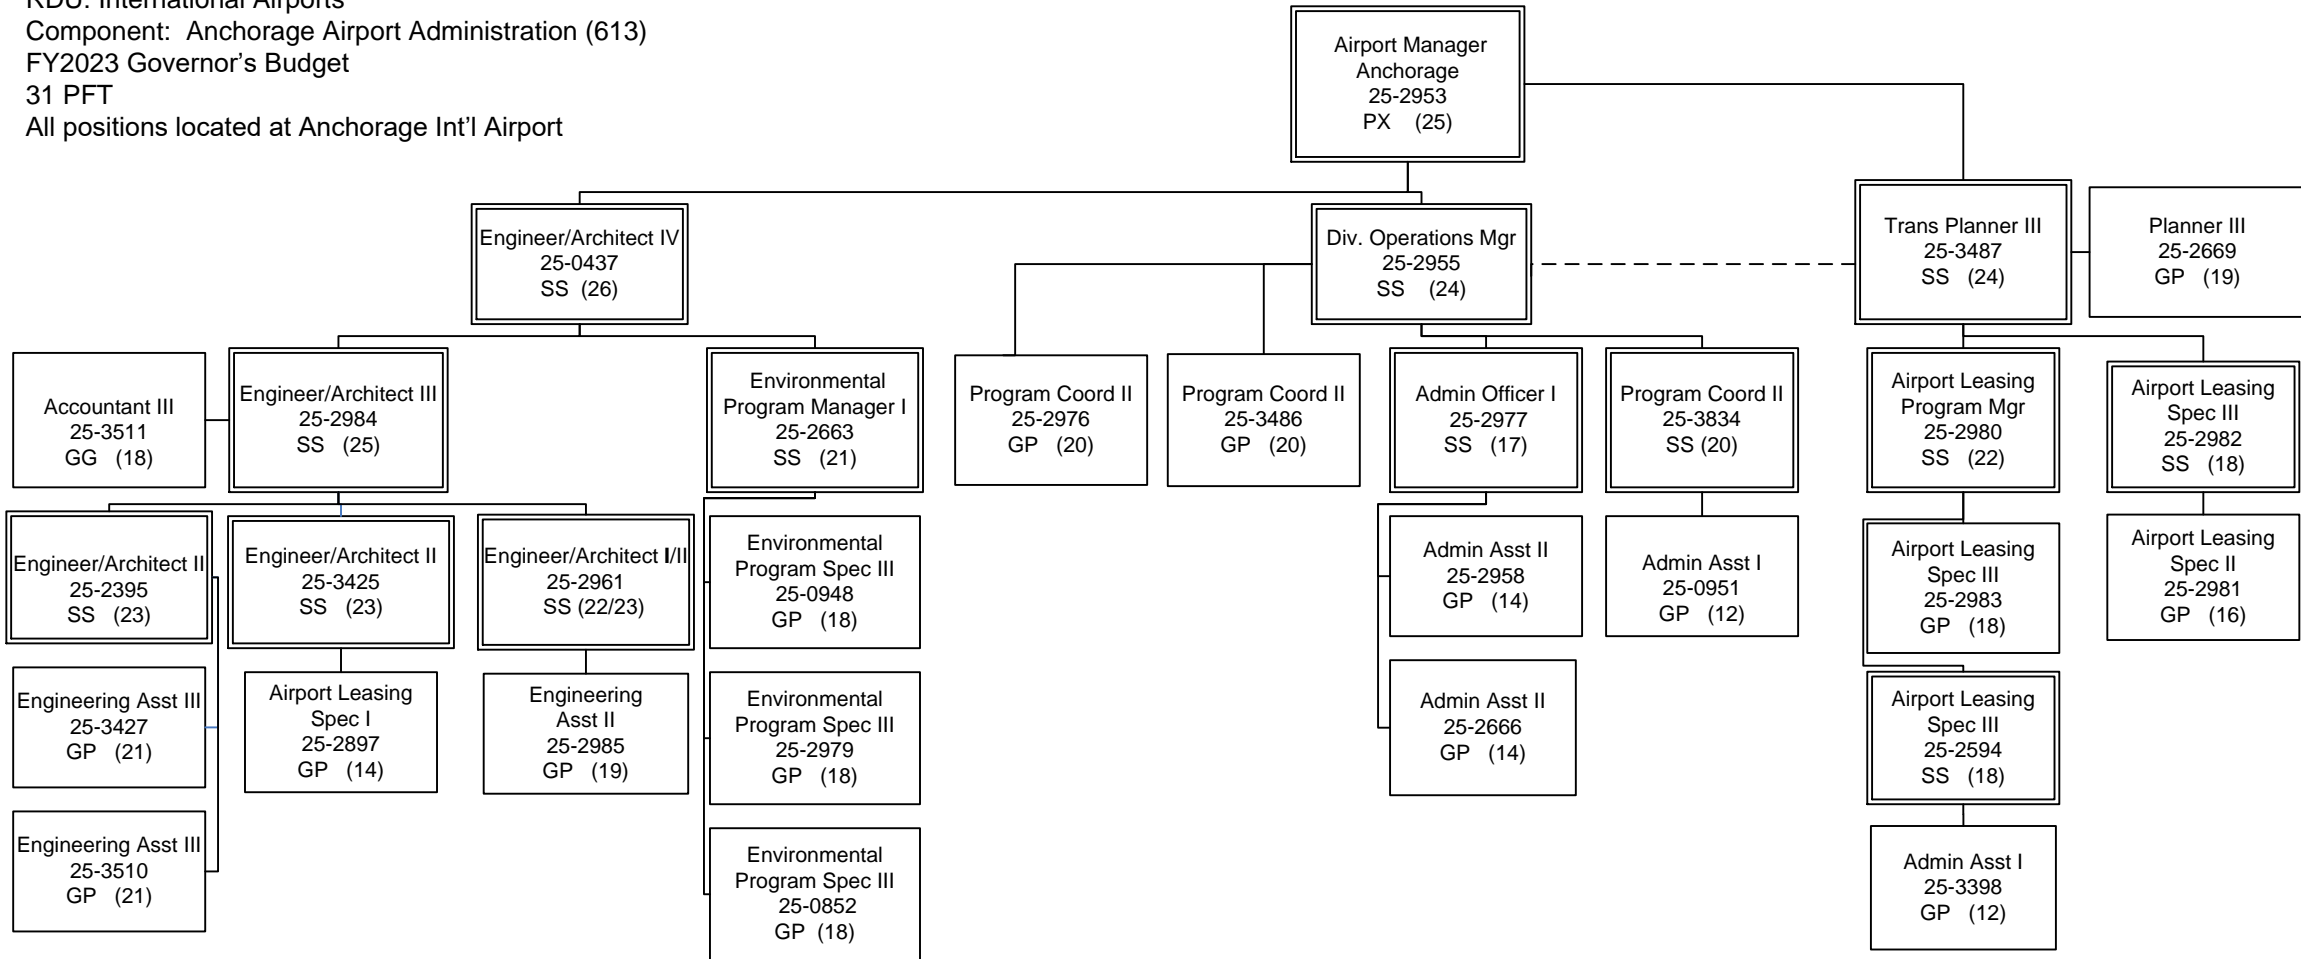 RDU: International Airports
Component: Anchorage Airport Administration (613)
FY2023 Governor's Budget
31 PFT
All positions located at Anchorage Int'l Airport
Airport Manager
Anchorage
25-2953
PX (25)
Engineer/Architect IV
25-0437
SS (26)
Div. Operations Mgr
25-2955
SS (24)
Trans Planner III
25-3487
SS (24)
Planner III
25-2669
GP (19)
Accountant III
25-3511
GG (18)
Engineer/Architect III
25-2984
SS (25)
Environmental
Program Manager I
25-2663
SS (21)
Program Coord II
25-2976
GP (20)
Program Coord II
25-3486
GP (20)
Admin Officer I
25-2977
SS (17)
Program Coord II
25-3834
SS (20)
Airport Leasing
Program Mgr
25-2980
SS (22)
Airport Leasing
Spec III
25-2982
SS (18)
Engineer/Architect II
25-2395
SS (23)
Engineer/Architect II
25-3425
SS (23)
Engineer/Architect I/II
25-2961
SS (22/23)
Environmental
Program Spec III
25-0948
GP (18)
Admin Asst II
25-2958
GP (14)
Admin Asst I
25-0951
GP (12)
Airport Leasing
Spec III
25-2983
GP (18)
Airport Leasing
Spec II
25-2981
GP (16)
Engineering Asst III
25-3427
GP (21)
Airport Leasing
Spec I
25-2897
GP (14)
Engineering
Asst II
25-2985
GP (19)
Environmental
Program Spec III
25-2979
GP (18)
Admin Asst II
25-2666
GP (14)
Airport Leasing
Spec III
25-2594
SS (18)
Engineering Asst III
25-3510
GP (21)
Environmental
Program Spec III
25-0852
GP (18)
Admin Asst I
25-3398
GP (12)